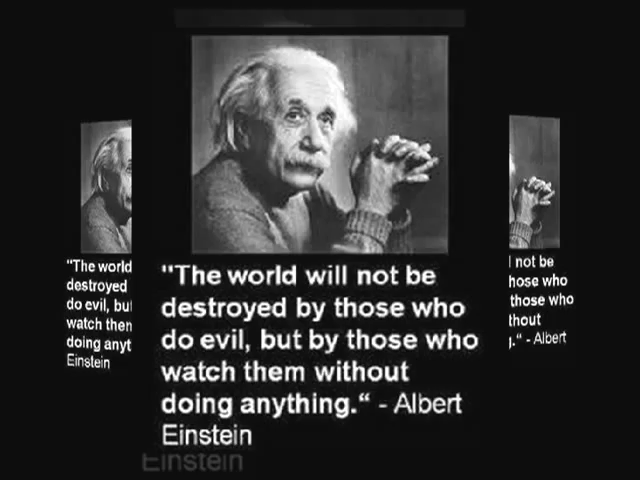 "The world will not be
destroyed by those who
do evil, but by those who
watch them without
doing anything.“ - Albert
Einstein
Einstein
"The world
destroyed
do evil, but
watch then
doing anyt
Einstein
l not be
hose who
those who
thout
g.“ - Albert